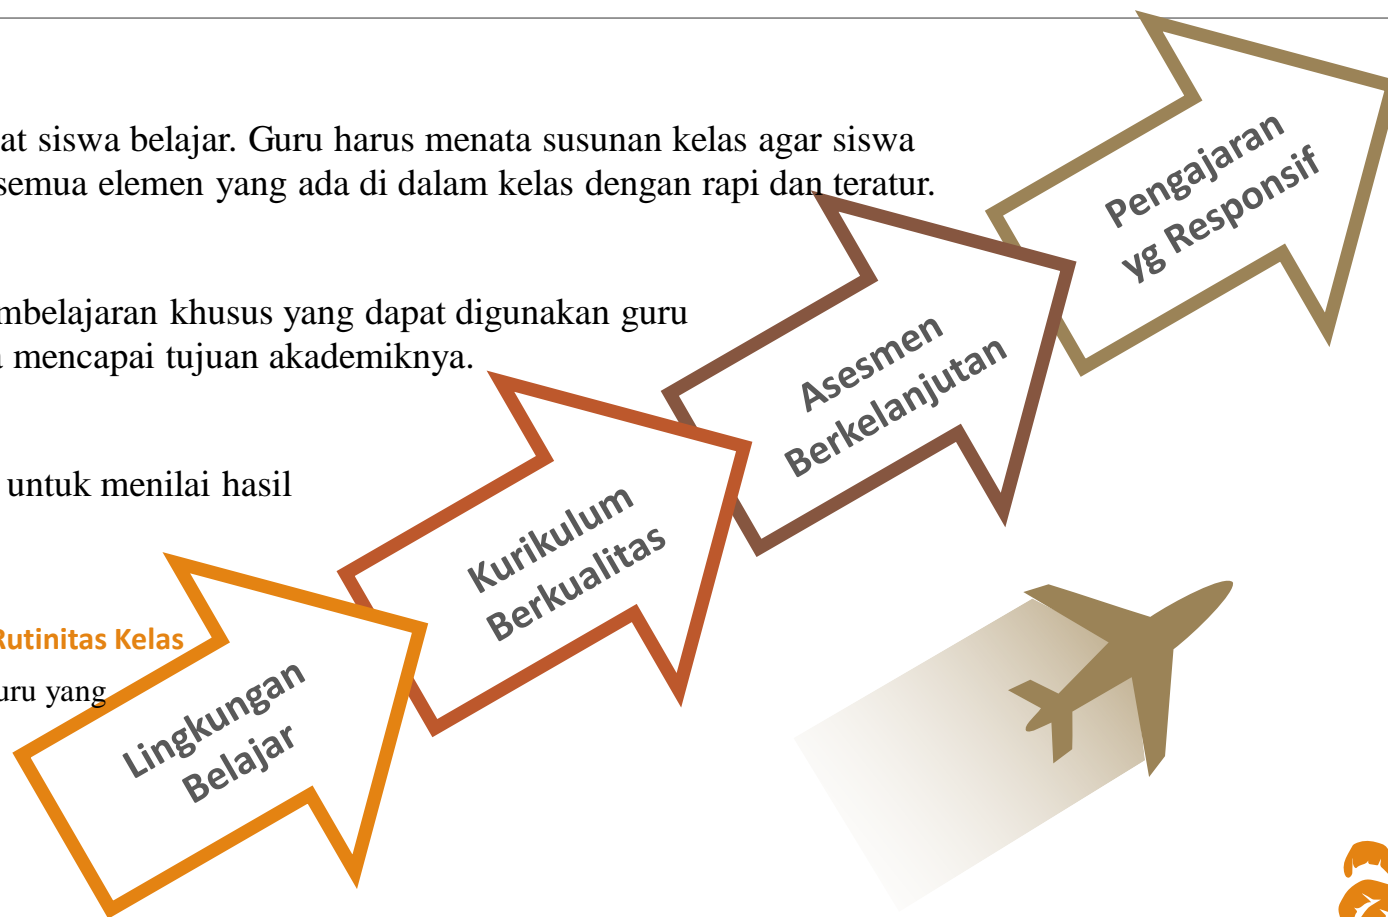 at siswa belajar. Guru harus menata susunan kelas agar siswa
semua elemen yang ada di dalam kelas dengan rapi dan teratur.
mbelajaran khusus yang dapat digunakan guru
mencapai tujuan akademiknya.
untuk menilai hasil
Rutinitas Kelas
uru yang
Lingkungan
Belajar
Kurikulum
Berkualitas
Asesmen
Berkelanjutan
Pengajaran
yg Responsif